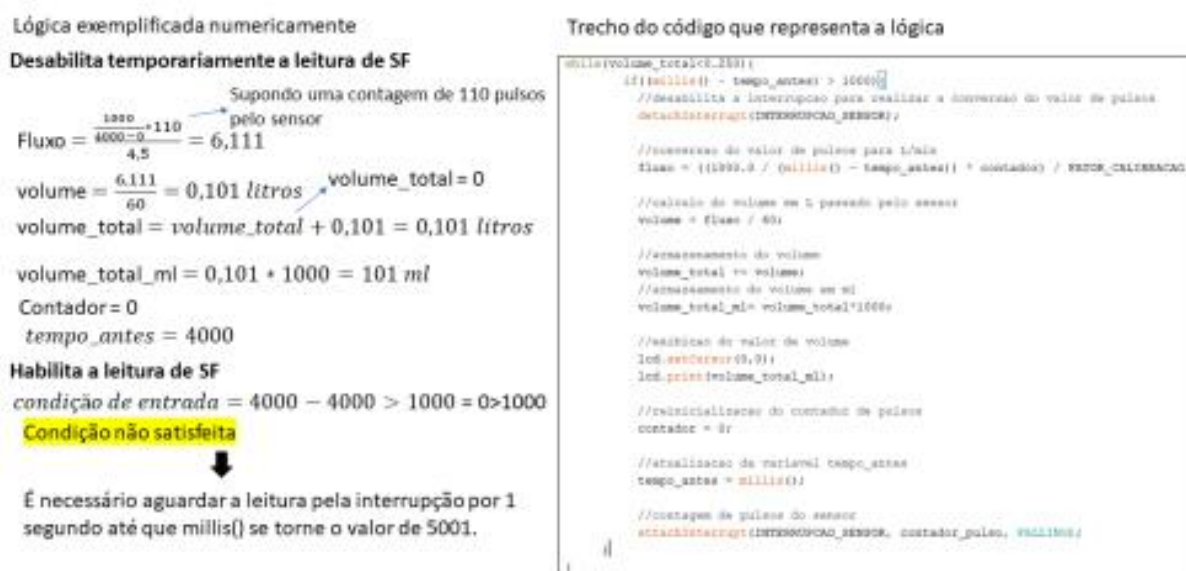 Lógica exemplificada numericamente
Desabilita temporariamente a leitura de SF
Supondo uma contagem de 110 pulsos
pelo sensor
Fluxo = ((1000/(4000−0))*110)/4,5 = 6,111
volume = 6.111/60 = 0,101 litros
volume_total = 0
volume_total = volume_total + 0,101 = 0,101 litros
volume_total_ml = 0,101 * 1000 = 101 ml
Contador = 0
tempo_antes = 4000
Habilita a leitura de SF
condição de entrada = 4000 − 4000 > 1000 = 0>1000
Condição não satisfeita
É necessário aguardar a leitura pela interrupção por 1
segundo até que millis() se torne o valor de 5001.
Trecho do código que representa a lógica
while(volume_total<0.250){
if((millis() - tempo_antes) > 1000){
//desabilita a interrupcao para realizar a conversao do valor de pulsos
detachInterrupt(INTERRUPCAO_SENSOR);
//conversao do valor de pulsos para L/min
fluxo = ((1000.0 / (millis() - tempo_antes)) * contador) / FATOR_CALIBRACAO
//calculo do volume em L passado pelo sensor
volume = fluxo / 60;
//armazenamento do volume
volume_total += volume;
//armazenamento do volume em ml
volume_total_ml= volume_total*1000;
//exibicao do valor de volume
lcd.setCursor(0,0);
lcd.print(volume_total_ml);
//reinicializacao do contador de pulsos
contador = 0;
//atualizacao da variavel tempo_antes
tempo_antes = millis();
//contagem de pulsos do sensor
attachInterrupt(INTERRUPCAO_SENSOR, contador_pulso, FALLING);
}